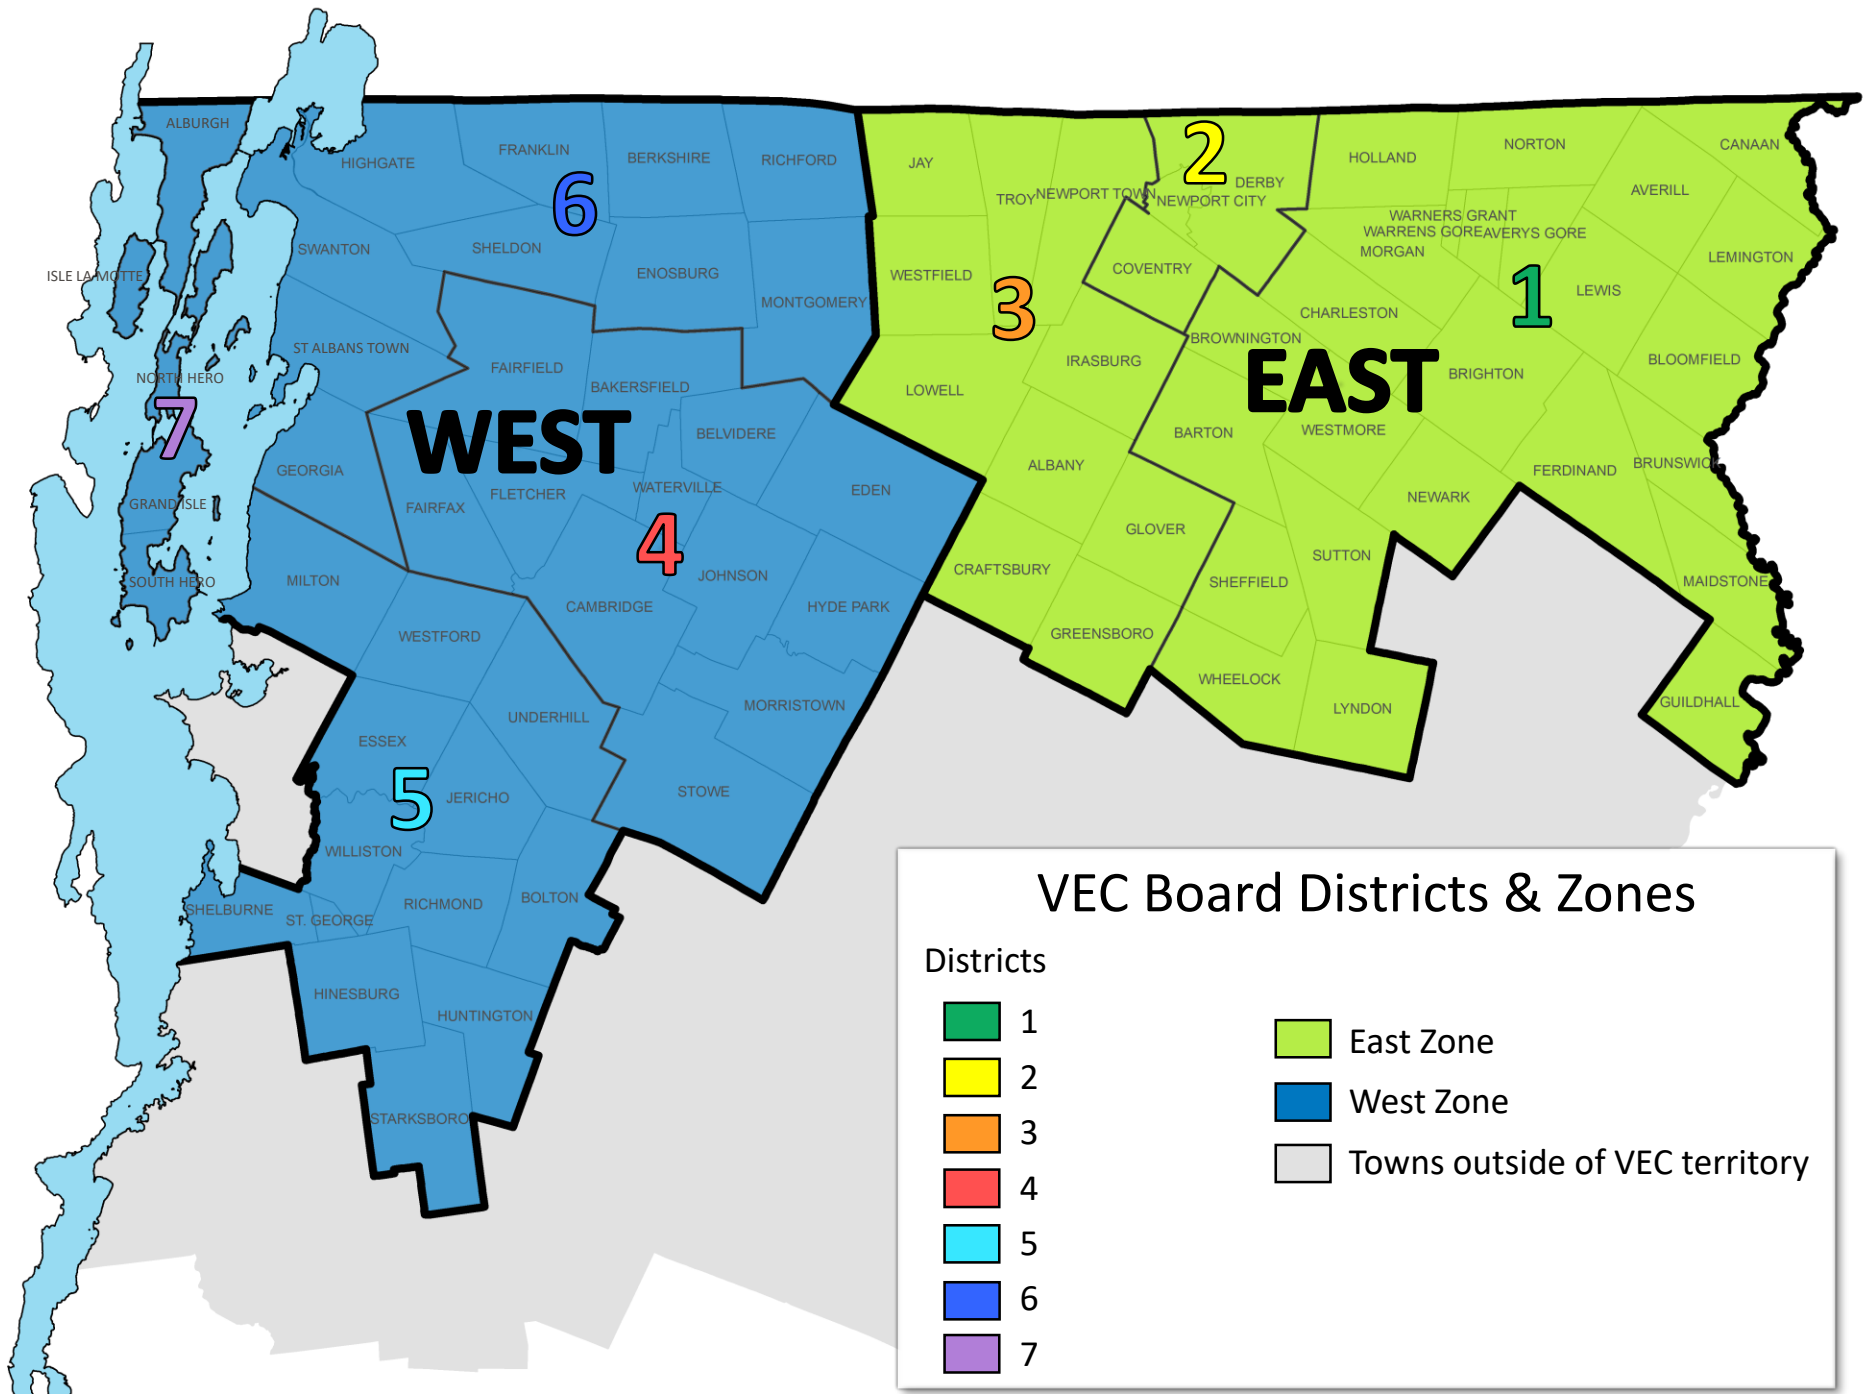 ALBURGH
HIGHGATE
FRANKLIN
BERKSHIRE
RICHFORD
6
SWANTON
SHELDON
ENOSBURG
MONTGOMERY
ISLE LA MOTTE
ST ALBANS TOWN
NORTH HERO
7
FAIRFIELD
BAKERSFIELD
WEST
BELVIDERE
GEORGIA
GRAND ISLE
FAIRFAX
FLETCHER
WATERVILLE
EDEN
4
SOUTH HERO
MILTON
JOHNSON
CAMBRIDGE
HYDE PARK
WESTFORD
UNDERHILL
MORRISTOWN
ESSEX
JERICHO
5
STOWE
WILLISTON
SHELBURNE
ST. GEORGE
RICHMOND
BOLTON
HINESBURG
HUNTINGTON
STARKSBORO
JAY
TROY
NEWPORT TOWN
2
DERBY
NEWPORT CITY
HOLLAND
NORTON
CANAAN
AVERILL
WARNERS GRANT
WARRENS GORE
AVERYS GORE
MORGAN
LEMINGTON
WESTFIELD
3
COVENTRY
1
LEWIS
CHARLESTON
BROWNINGTON
IRASBURG
LOWELL
EAST
BRIGHTON
BLOOMFIELD
BARTON
WESTMORE
ALBANY
FERDINAND
BRUNSWICK
NEWARK
GLOVER
SUTTON
CRAFTSBURY
SHEFFIELD
MAIDSTONE
GREENSBORO
WHEELOCK
LYNDON
GUILDHALL
VEC Board Districts & Zones
Districts
1
2
3
4
5
6
7
East Zone
West Zone
Towns outside of VEC territory